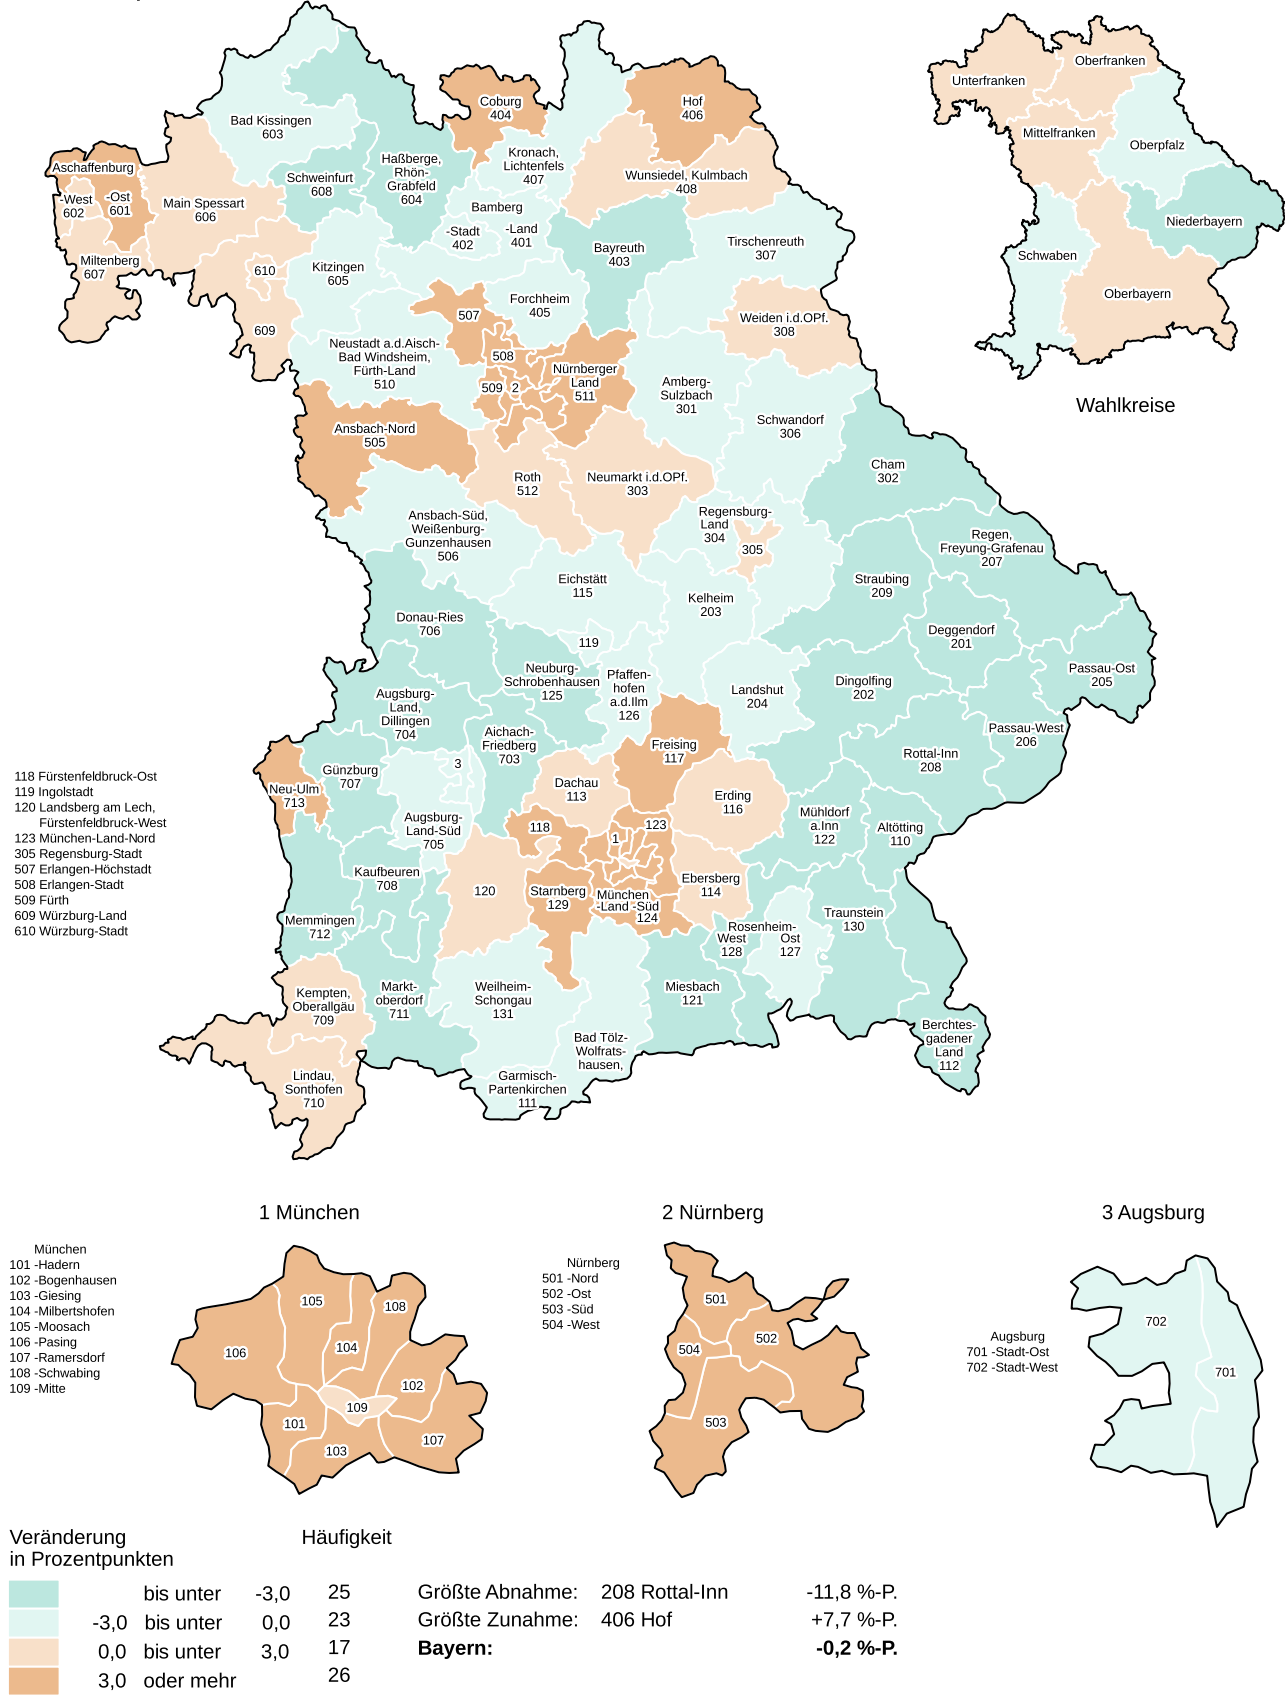 Coburg
404
Hof
406
Bad Kissingen
603
Kronach,
Lichtenfels
407
Haßberge,
Rhön-
Grabfeld
604
Wunsiedel, Kulmbach
408
Aschaffenburg
-West
602
-Ost
601
Schweinfurt
608
Main Spessart
606
Bamberg
-Stadt
402
-Land
401
Bayreuth
403
Tirschenreuth
307
Miltenberg
607
610
Kitzingen
605
Forchheim
405
507
Weiden i.d.OPf.
308
609
Neustadt a.d.Aisch-
Bad Windsheim,
Fürth-Land
510
508
509
2
Nürnberger
Land
511
Amberg-
Sulzbach
301
Schwandorf
306
Ansbach-Nord
505
Cham
302
Roth
512
Neumarkt i.d.OPf.
303
Ansbach-Süd,
Weißenburg-
Gunzenhausen
506
Regensburg-
Land
304
305
Regen,
Freyung-Grafenau
207
Eichstätt
115
Kelheim
203
Straubing
209
Donau-Ries
706
119
Deggendorf
201
Neuburg-
Schrobenhausen
125
Pfaffen-
hofen
a.d.Ilm
126
Landshut
204
Dingolfing
202
Passau-Ost
205
Augsburg-
Land,
Dillingen
704
Aichach-
Friedberg
703
Freising
117
Passau-West
206
Rottal-Inn
208
Günzburg
707
3
Neu-Ulm
713
Dachau
113
Erding
116
Augsburg-
Land-Süd
705
118
1
123
Mühldorf
a.Inn
122
Altötting
110
Kaufbeuren
708
120
Starnberg
129
München
-Land -Süd
124
Ebersberg
114
Memmingen
712
Rosenheim-
West
128
Ost
127
Traunstein
130
Kempten,
Oberallgäu
709
Markt-
oberdorf
711
Weilheim-
Schongau
131
Miesbach
121
Bad Tölz-
Wolfrats-
hausen,
Garmisch-
Partenkirchen
111
Berchtes-
gadener
Land
112
Lindau,
Sonthofen
710
Unterfranken
Oberfranken
Mittelfranken
Oberpfalz
Niederbayern
Schwaben
Oberbayern
Wahlkreise
118 Fürstenfeldbruck-Ost
119 Ingolstadt
120 Landsberg am Lech,
Fürstenfeldbruck-West
123 München-Land-Nord
305 Regensburg-Stadt
507 Erlangen-Höchstadt
508 Erlangen-Stadt
509 Fürth
609 Würzburg-Land
610 Würzburg-Stadt
1 München
München
101 -Hadern
102 -Bogenhausen
103 -Giesing
104 -Milbertshofen
105 -Moosach
106 -Pasing
107 -Ramersdorf
108 -Schwabing
109 -Mitte
105
108
106
104
102
109
101
103
107
2 Nürnberg
Nürnberg
501 -Nord
502 -Ost
503 -Süd
504 -West
501
502
504
503
3 Augsburg
Augsburg
701 -Stadt-Ost
702 -Stadt-West
702
701
Veränderung
in Prozentpunkten
Häufigkeit
bis unter -3,0 25
-3,0 bis unter 0,0 23
0,0 bis unter 3,0 17
3,0 oder mehr 26
Größte Abnahme: 208 Rottal-Inn -11,8 %-P.
Größte Zunahme: 406 Hof +7,7 %-P.
Bayern: -0,2 %-P.